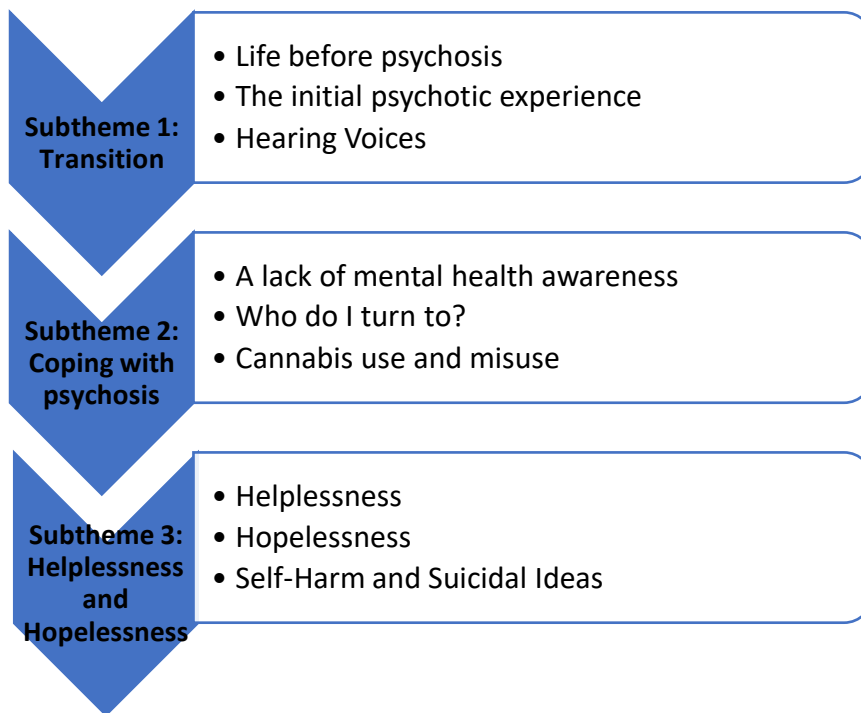 Subtheme 1:
Transition
• Life before psychosis
• The initial psychotic experience
• Hearing Voices
Subtheme 2:
Coping with
psychosis
• A lack of mental health awareness
• Who do I turn to?
• Cannabis use and misuse
Subtheme 3:
Helplessness
and
Hopelessness
• Helplessness
• Hopelessness
• Self-Harm and Suicidal Ideas